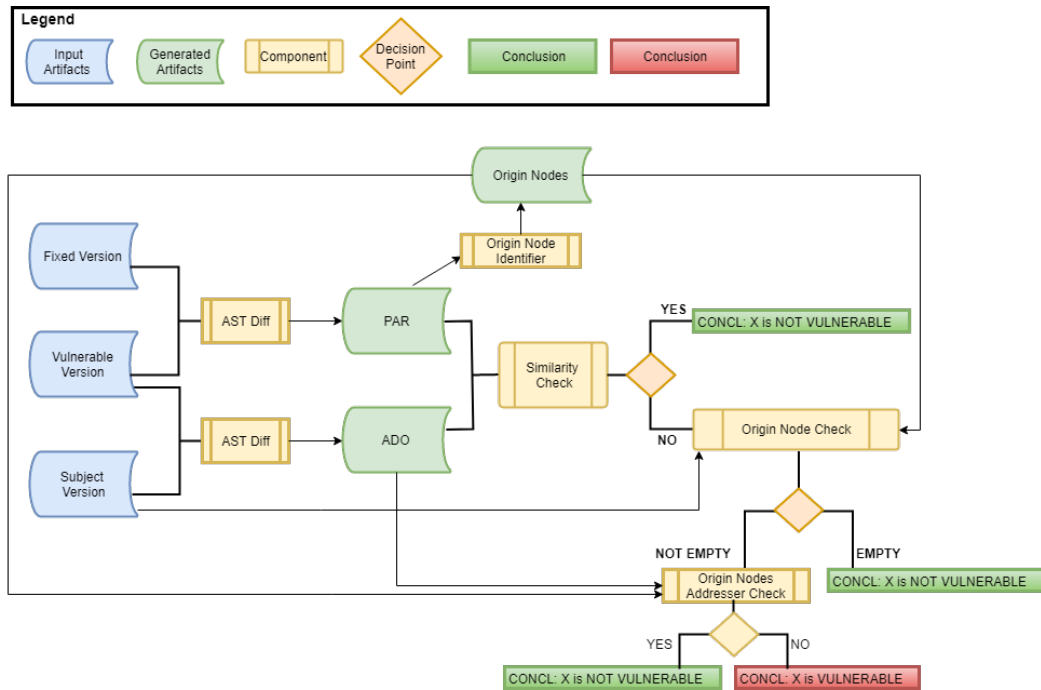 Legend
Input
Artifacts
Generated
Artifacts
Component
Decision
Point
Conclusion
Conclusion
Origin Nodes
Fixed Version
Origin Node
Identifier
AST Diff
PAR
YES
CONCL: X is NOT VULNERABLE
Vulnerable
Version
Similarity
Check
AST Diff
ADO
NO
Origin Node Check
Subject
Version
NOT EMPTY
EMPTY
Origin Nodes
Addresser Check
CONCL: X is NOT VULNERABLE
YES
NO
CONCL: X is NOT VULNERABLE
CONCL: X is VULNERABLE